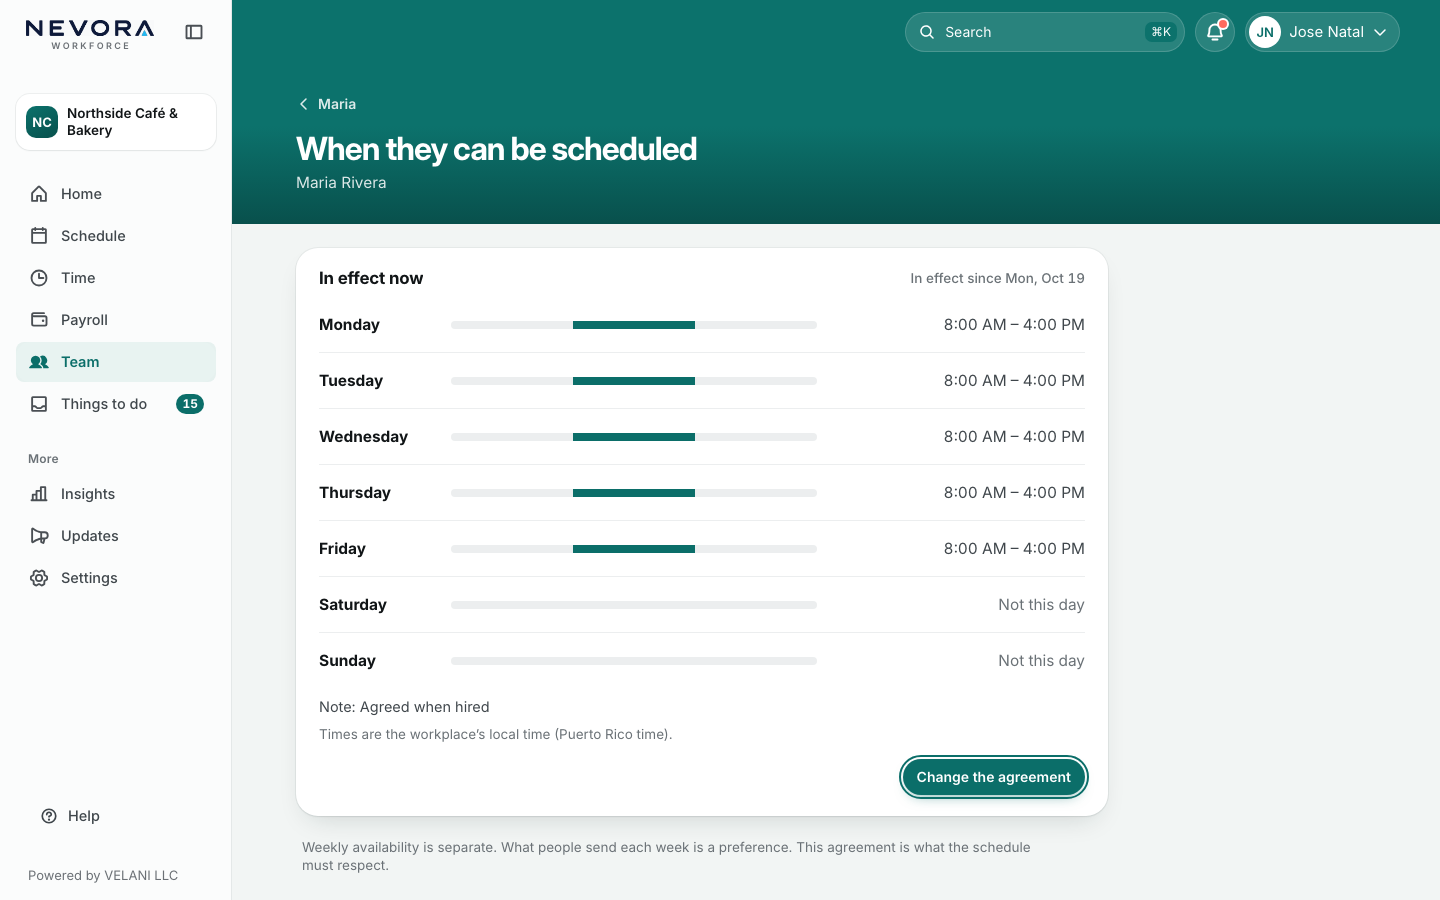 NEVORA
WORKFORCE
Search
⌘K
JN
Jose Natal
NC
Northside Café &
Bakery
Home
Schedule
Time
Payroll
Team
Things to do
15
More
Insights
Updates
Settings
Help
Powered by VELANI LLC
Maria
When they can be scheduled
Maria Rivera
In effect now
In effect since Mon, Oct 19
Monday
8:00 AM – 4:00 PM
Tuesday
8:00 AM – 4:00 PM
Wednesday
8:00 AM – 4:00 PM
Thursday
8:00 AM – 4:00 PM
Friday
8:00 AM – 4:00 PM
Saturday
Not this day
Sunday
Not this day
Note: Agreed when hired
Times are the workplace’s local time (Puerto Rico time).
Change the agreement
Weekly availability is separate. What people send each week is a preference. This agreement is what the schedule
must respect.